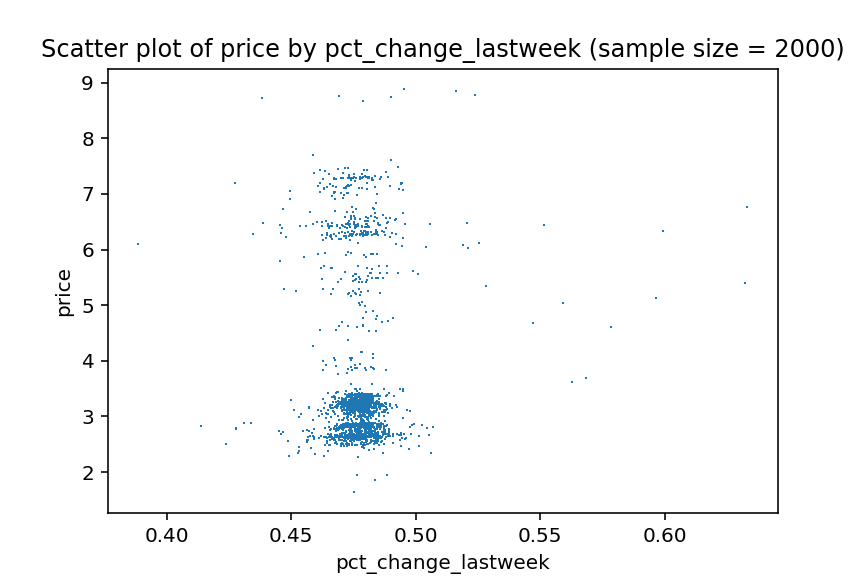 Scatter plot of price by pct_change_lastweek (sample size = 2000)
9
8
7
6
5
4
3
2
price
0.40 0.45 0.50 0.55 0.60
pct_change_lastweek